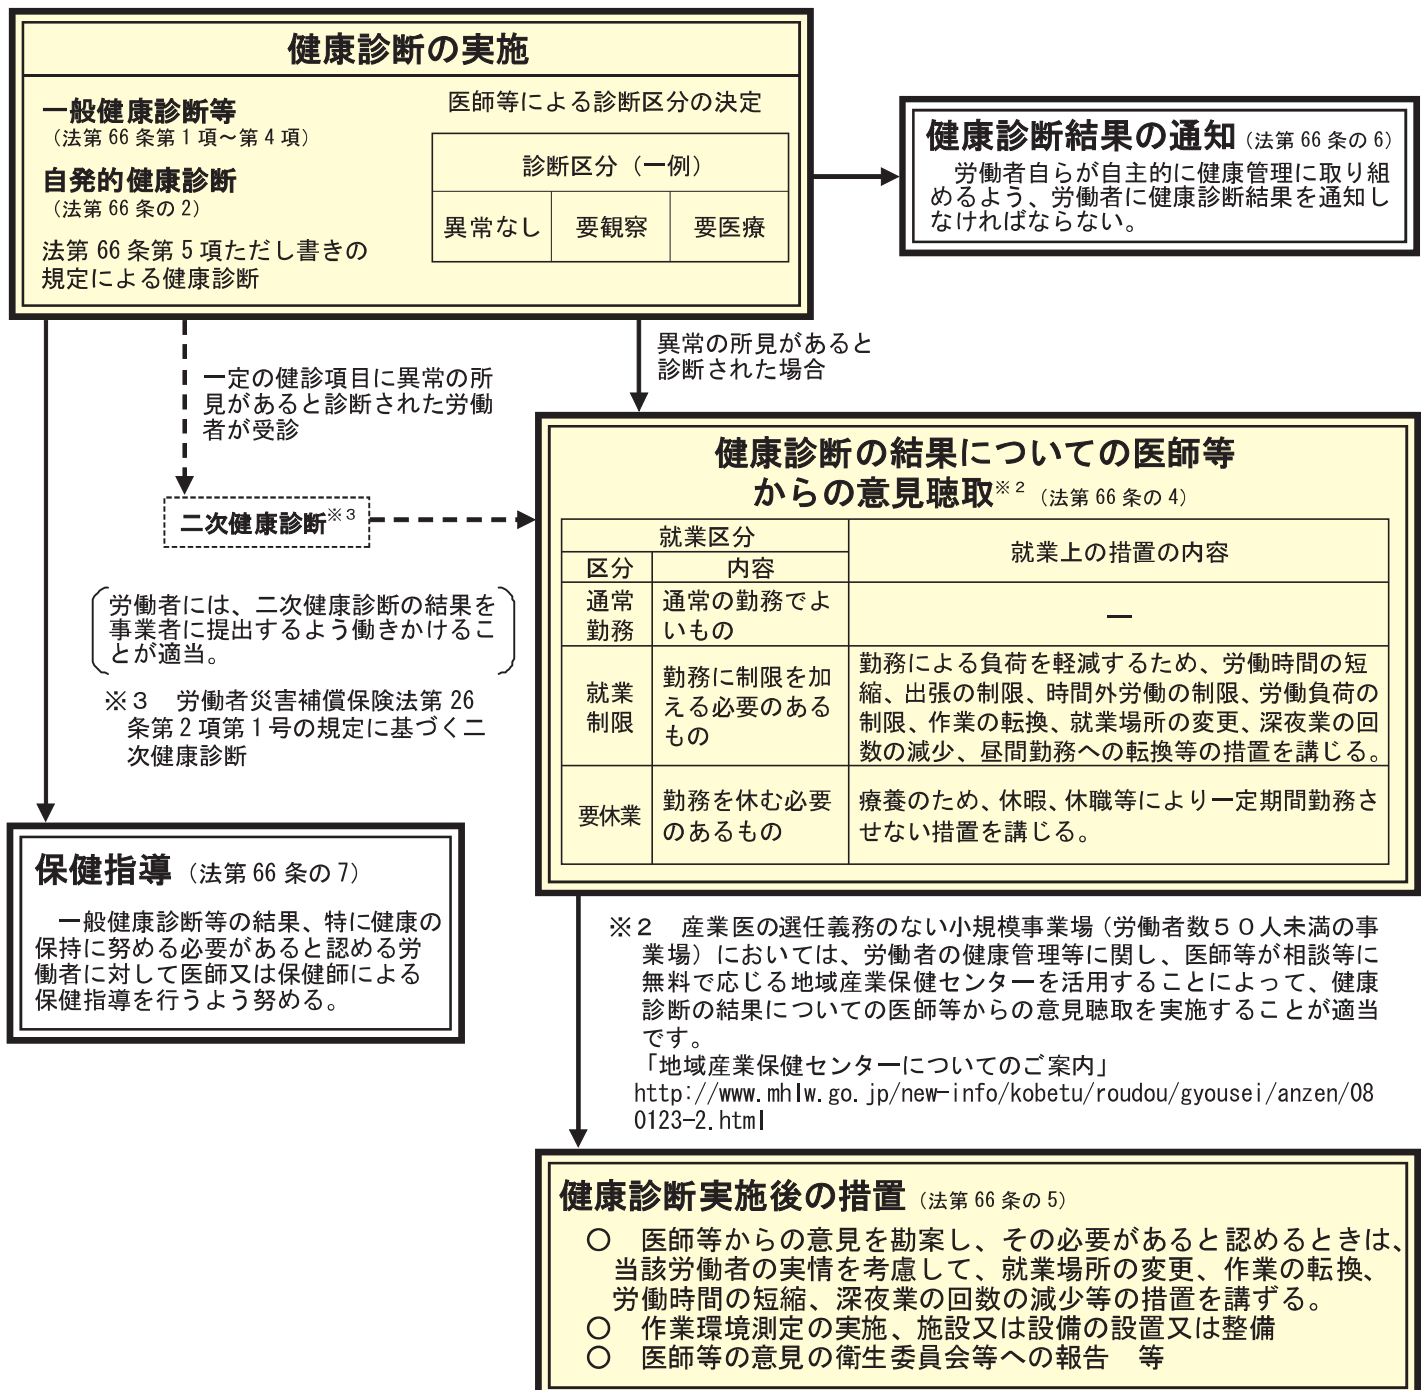 健康診断の実施
一般健康診断等
（法第 66 条第 1 項～第 4 項）
自発的健康診断
（法第 66 条の 2）
法第 66 条第 5 項ただし書きの
規定による健康診断
医師等による診断区分の決定
診断区分（一例）
異常なし 要観察 要医療
健康診断結果の通知（法第 66 条の 6）
労働者自らが自主的に健康管理に取り組
めるよう、労働者に健康診断結果を通知し
なければならない。
異常の所見があると
診断された場合
一定の健診項目に異常の所
見があると診断された労働
者が受診
二次健康診断※３
労働者には、二次健康診断の結果を
事業者に提出するよう働きかけるこ
とが適当。
※３　労働者災害補償保険法第 26
条第 2 項第 1 号の規定に基づく二
次健康診断
健康診断の結果についての医師等
からの意見聴取※２（法第 66 条の 4）
就業区分
就業上の措置の内容
区分 内容
通常
勤務
通常の勤務でよ
いもの
―
就業
制限
勤務に制限を加
える必要のある
もの
勤務による負荷を軽減するため、労働時間の短
縮、出張の制限、時間外労働の制限、労働負荷の
制限、作業の転換、就業場所の変更、深夜業の回
数の減少、昼間勤務への転換等の措置を講じる。
要休業
勤務を休む必要
のあるもの
療養のため、休暇、休職等により一定期間勤務さ
せない措置を講じる。
保健指導（法第 66 条の 7）
一般健康診断等の結果、特に健康の
保持に努める必要があると認める労
働者に対して医師又は保健師による
保健指導を行うよう努める。
※２　産業医の選任義務のない小規模事業場（労働者数５０人未満の事
業場）においては、労働者の健康管理等に関し、医師等が相談等に
無料で応じる地域産業保健センターを活用することによって、健康
診断の結果についての医師等からの意見聴取を実施することが適当
です。
「地域産業保健センターについてのご案内」
http://www.mhlw.go.jp/new-info/kobetu/roudou/gyousei/anzen/08
0123-2.html
健康診断実施後の措置（法第 66 条の 5）
○　医師等からの意見を勘案し、その必要があると認めるときは、
当該労働者の実情を考慮して、就業場所の変更、作業の転換、
労働時間の短縮、深夜業の回数の減少等の措置を講ずる。
○　作業環境測定の実施、施設又は設備の設置又は整備
○　医師等の意見の衛生委員会等への報告　等